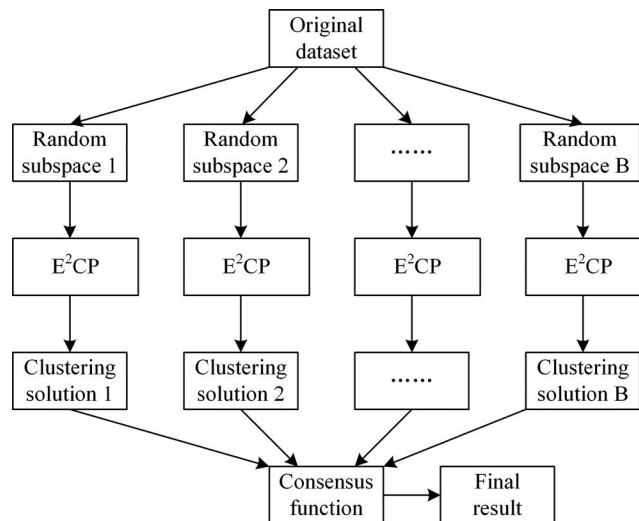 Original
dataset
Random
subspace 1
Random
subspace 2
······
Random
subspace B
E²CP
E²CP
E²CP
E²CP
Clustering
solution 1
Clustering
solution 2
······
Clustering
solution B
Consensus
function
Final
result